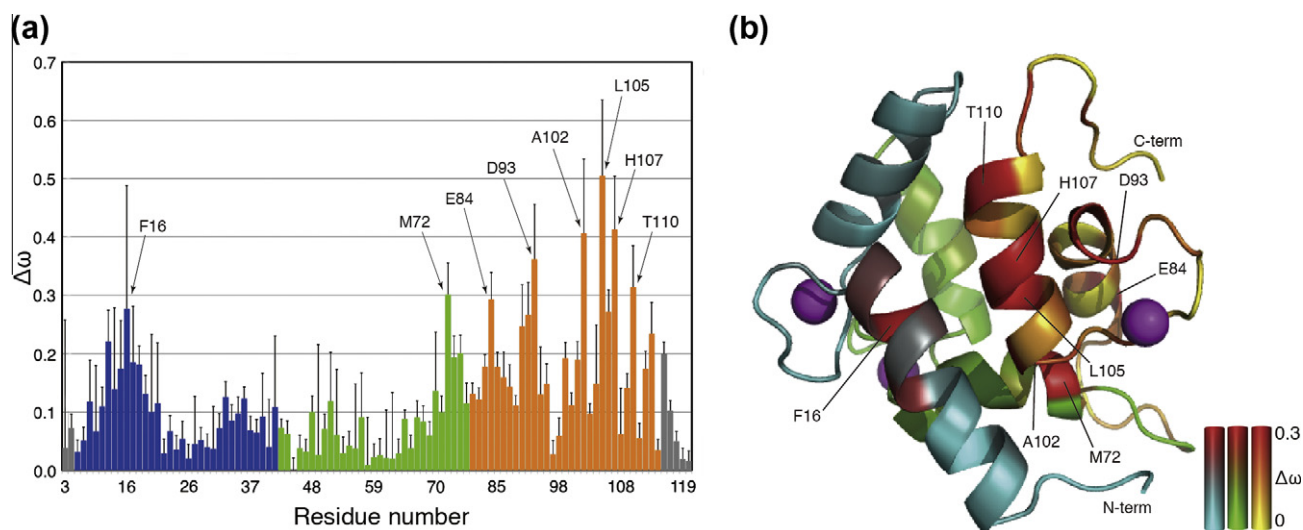 (a)
0.7
0.6
0.5
0.4
0.3
0.2
0.1
0.0
Δω
F16
M72
E84
D93
A102
L105
H107
T110
3 16 26 37 48 59 70 85 98 108 119
Residue number
(b)
T110
C-term
H107
D93
E84
L105
F16
A102
M72
N-term
0.3
Δω
0